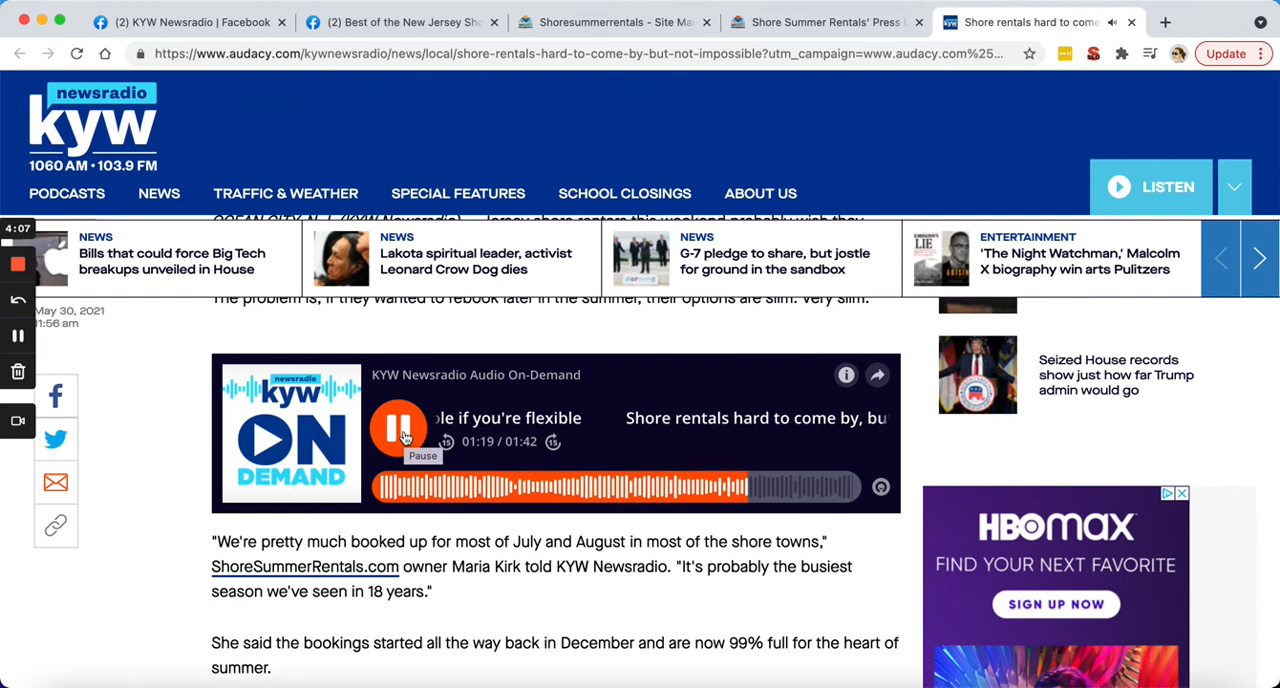 (2) KYW Newsradio | Facebook
(2) Best of the New Jersey Sho
Shoresummerrentals - Site Ma
Shore Summer Rentals' Press
Shore rentals hard to come
https://www.audacy.com/kywnewsradio/news/local/shore-rentals-hard-to-come-by-but-not-impossible?utm_campaign=www.audacy.com%25...
Update
newsradio
kyw
1060 AM • 103.9 FM
PODCASTS
NEWS
TRAFFIC & WEATHER
SPECIAL FEATURES
SCHOOL CLOSINGS
ABOUT US
LISTEN
4:07
NEWS
Bills that could force Big Tech
breakups unveiled in House
NEWS
Lakota spiritual leader, activist
Leonard Crow Dog dies
NEWS
G-7 pledge to share, but jostle
for ground in the sandbox
LIE
ENTERTAINMENT
'The Night Watchman,' Malcolm
X biography win arts Pulitzers
The problem is, if they wanted to rebook later in the summer, their options are slim. Very slim.
May 30, 2021
11:56 am
newsradio
kyw
ON
DEMAND
KYW Newsradio Audio On-Demand
ole if you're flexible
Shore rentals hard to come by, bu
15
01:19 / 01:42
15
Pause
Seized House records
show just how far Trump
admin would go
"We're pretty much booked up for most of July and August in most of the shore towns,"
ShoreSummerRentals.com owner Maria Kirk told KYW Newsradio. "It's probably the busiest
season we've seen in 18 years."
She said the bookings started all the way back in December and are now 99% full for the heart of
summer.
HBOmax
FIND YOUR NEXT FAVORITE
SIGN UP NOW